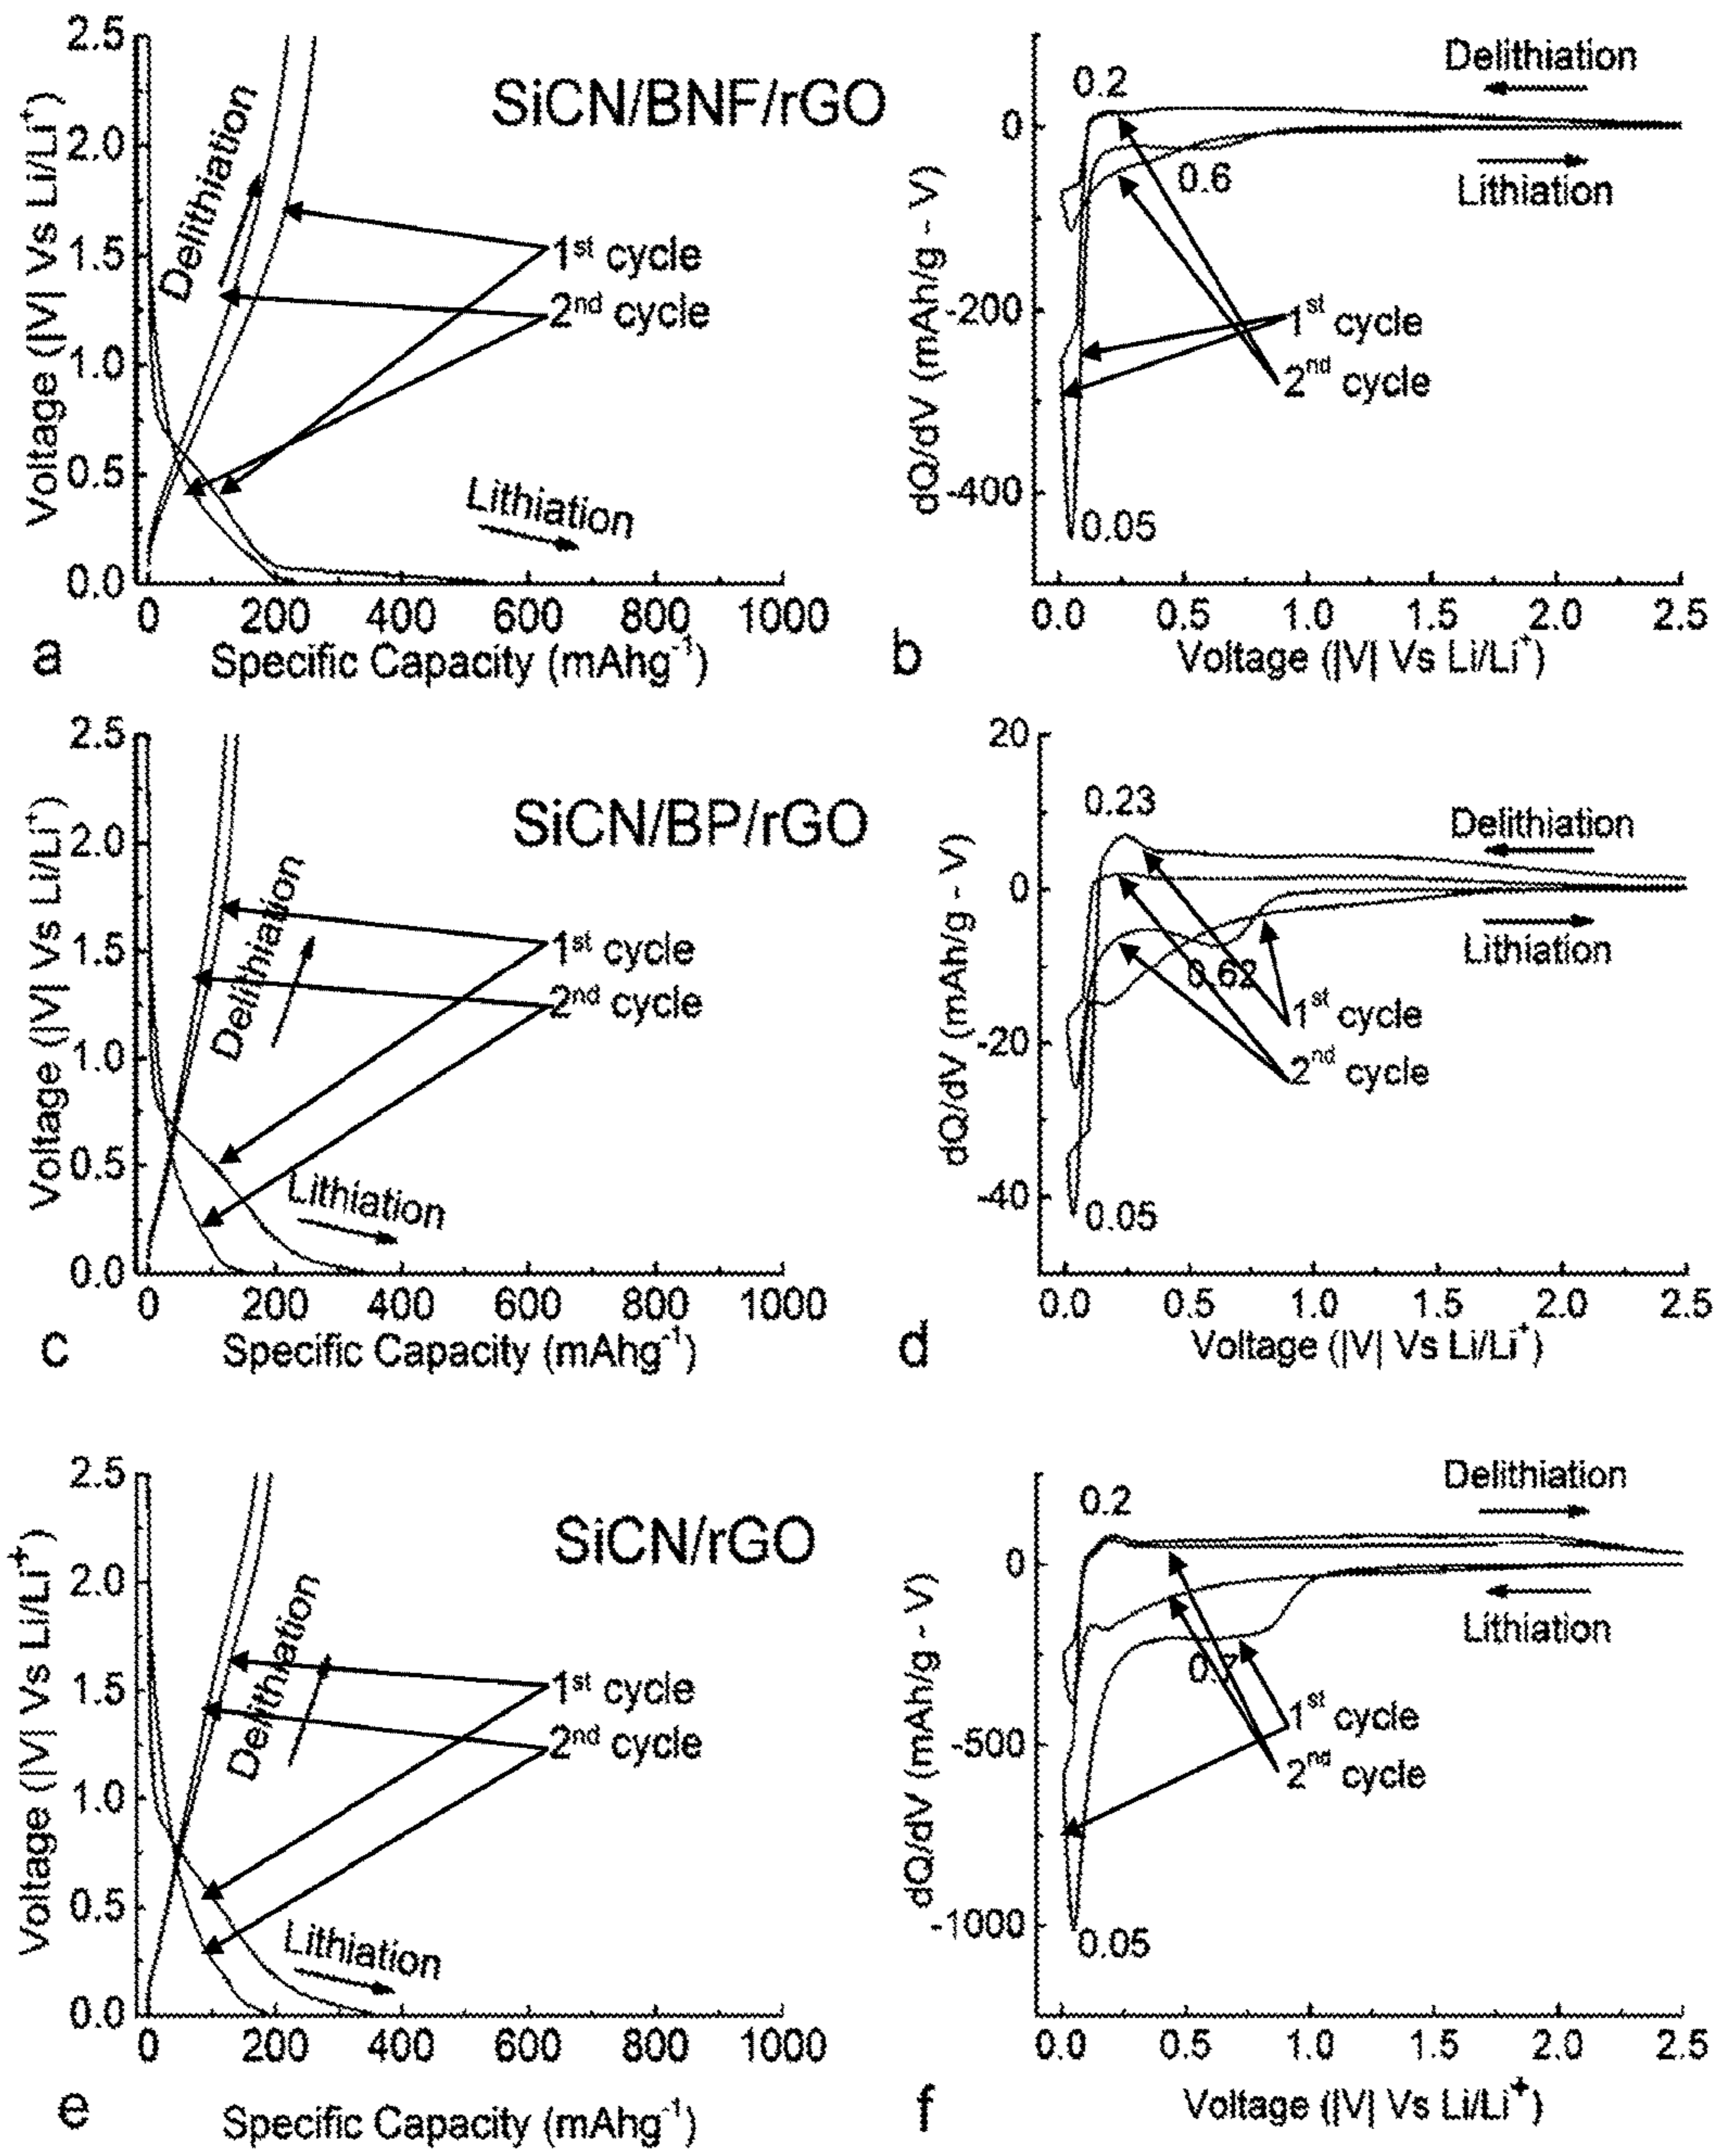 SiCN/BNF/rGO
Voltage (|V| Vs Li/Li⁺)
2.5
2.0
1.5
1.0
0.5
0.0
Delithiation
1ˢᵗ cycle
2ⁿᵈ cycle
Lithiation
0 200 400 600 800 1000
a Specific Capacity (mAhg⁻¹)
dQ/dV (mAh/g - V)
0
-200
-400
0.2
Delithiation
0.6
Lithiation
1ˢᵗ cycle
2ⁿᵈ cycle
0.05
0.0 0.5 1.0 1.5 2.0 2.5
b Voltage (|V| Vs Li/Li⁺)
SiCN/BP/rGO
Voltage (|V| Vs Li/Li⁺)
2.5
2.0
1.5
1.0
0.5
0.0
Delithiation
1ˢᵗ cycle
2ⁿᵈ cycle
Lithiation
0 200 400 600 800 1000
c Specific Capacity (mAhg⁻¹)
dQ/dV (mAh/g - V)
20
0
-20
-40
0.23
Delithiation
Lithiation
0.62
1ˢᵗ cycle
2ⁿᵈ cycle
0.05
0.0 0.5 1.0 1.5 2.0 2.5
d Voltage (|V| Vs Li/Li⁺)
SiCN/rGO
Voltage (|V| Vs Li/Li⁺)
2.5
2.0
1.5
1.0
0.5
0.0
Delithiation
1ˢᵗ cycle
2ⁿᵈ cycle
Lithiation
0 200 400 600 800 1000
e Specific Capacity (mAhg⁻¹)
dQ/dV (mAh/g - V)
0
-500
-1000
0.2
Delithiation
Lithiation
0.7
1ˢᵗ cycle
2ⁿᵈ cycle
0.05
0.0 0.5 1.0 1.5 2.0 2.5
f Voltage (|V| Vs Li/Li⁺)